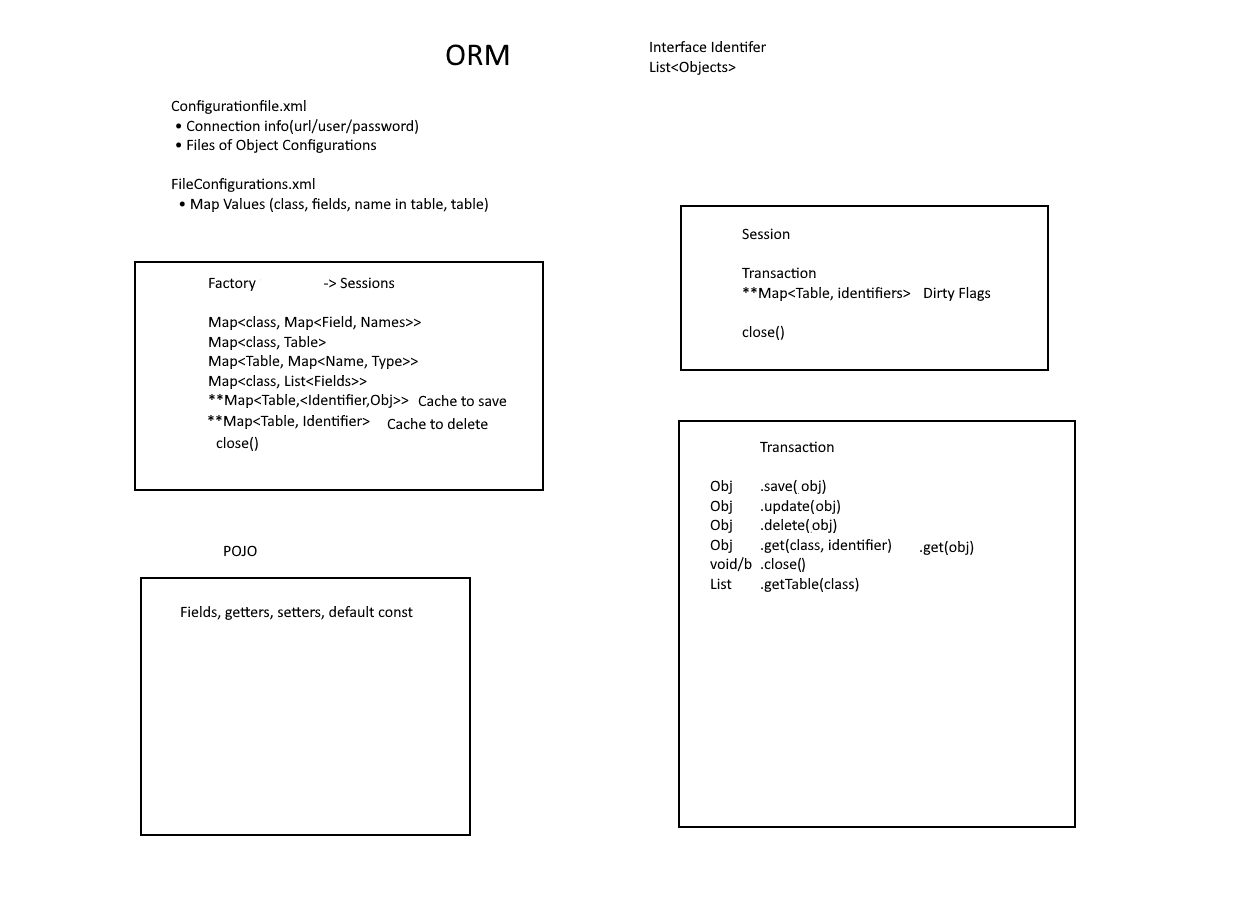 ORM
Interface Identifer
List<Objects>
Configurationfile.xml
• Connection info(url/user/password)
• Files of Object Configurations
FileConfigurations.xml
• Map Values (class, fields, name in table, table)
Factory -> Sessions
Map<class, Map<Field, Names>>
Map<class, Table>
Map<Table, Map<Name, Type>>
Map<class, List<Fields>>
**Map<Table,<Identifier,Obj>> Cache to save
**Map<Table, Identifier> Cache to delete
close()
Session
Transaction
**Map<Table, identifiers> Dirty Flags
close()
POJO
Fields, getters, setters, default const
Transaction
Obj .save( obj)
Obj .update(obj)
Obj .delete( obj)
Obj .get(class, identifier) .get(obj)
void/b .close()
List .getTable(class)